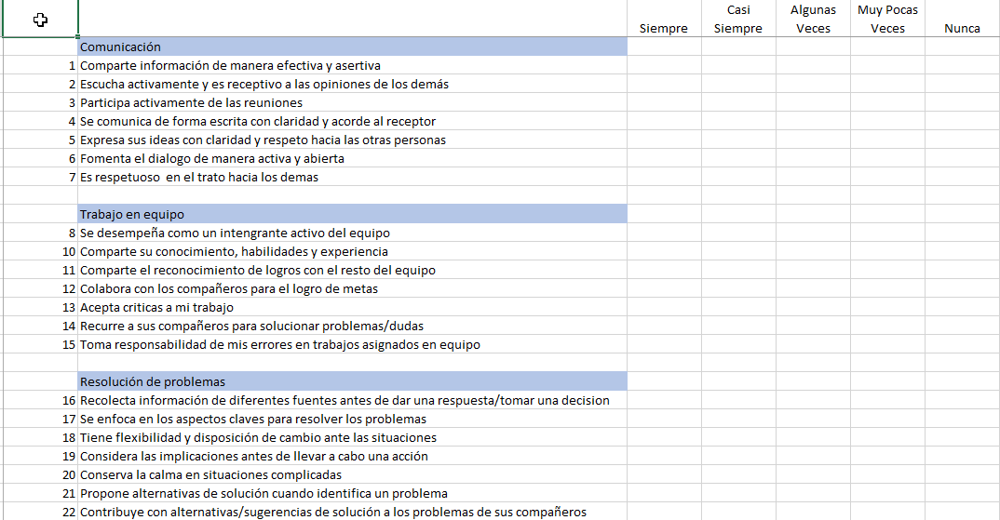 Siempre Casi Siempre Algunas Veces Muy Pocas Veces Nunca
Comunicación
1 Comparte información de manera efectiva y asertiva
2 Escucha activamente y es receptivo a las opiniones de los demás
3 Participa activamente de las reuniones
4 Se comunica de forma escrita con claridad y acorde al receptor
5 Expresa sus ideas con claridad y respeto hacia las otras personas
6 Fomenta el dialogo de manera activa y abierta
7 Es respetuoso  en el trato hacia los demas
Trabajo en equipo
8 Se desempeña como un intengrante activo del equipo
10 Comparte su conocimiento, habilidades y experiencia
11 Comparte el reconocimiento de logros con el resto del equipo
12 Colabora con los compañeros para el logro de metas
13 Acepta criticas a mi trabajo
14 Recurre a sus compañeros para solucionar problemas/dudas
15 Toma responsabilidad de mis errores en trabajos asignados en equipo
Resolución de problemas
16 Recolecta información de diferentes fuentes antes de dar una respuesta/tomar una decision
17 Se enfoca en los aspectos claves para resolver los problemas
18 Tiene flexibilidad y disposición de cambio ante las situaciones
19 Considera las implicaciones antes de llevar a cabo una acción
20 Conserva la calma en situaciones complicadas
21 Propone alternativas de solución cuando identifica un problema
22 Contribuye con alternativas/sugerencias de solución a los problemas de sus compañeros